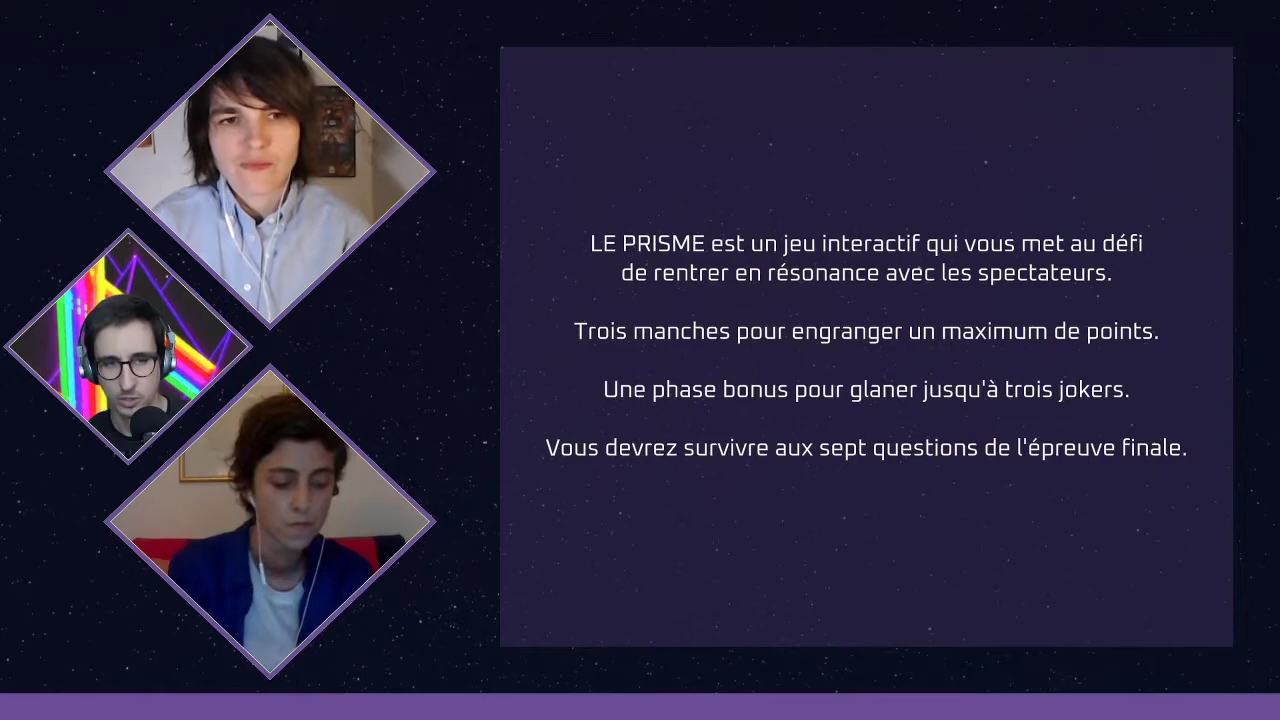 LE PRISME est un jeu interactif qui vous met au défi
de rentrer en résonance avec les spectateurs.
Trois manches pour engranger un maximum de points.
Une phase bonus pour glaner jusqu'à trois jokers.
Vous devrez survivre aux sept questions de l'épreuve finale.